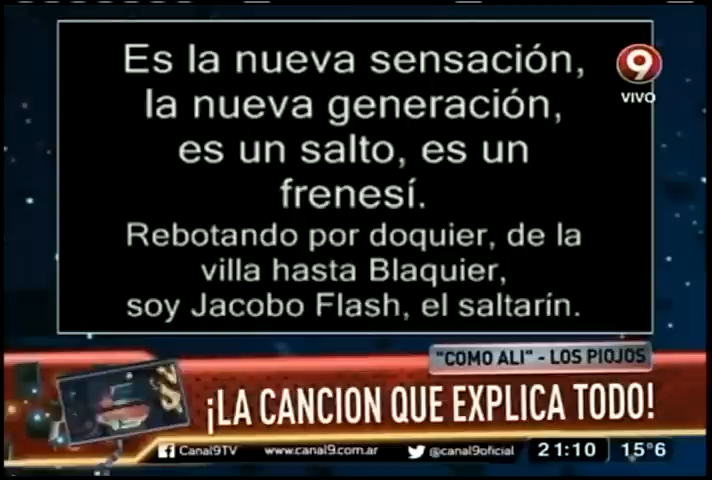 Es la nueva sensación,
la nueva generación,
es un salto, es un
frenesí.
Rebotando por doquier, de la
villa hasta Blaquier,
soy Jacobo Flash, el saltarín.
9
VIVO
"COMO ALI" - LOS PIOJOS
¡LA CANCION QUE EXPLICA TODO!
Canal9TV www.canal9.com.ar @canal9oficial 21:10 15°6